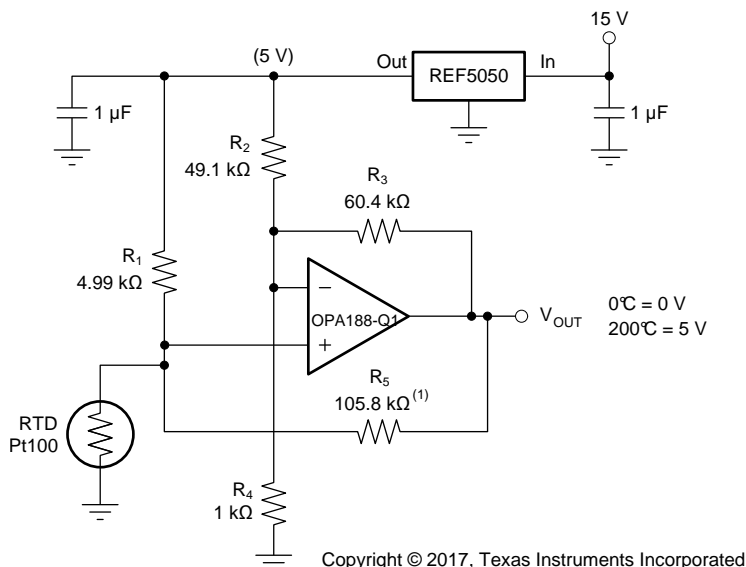 15 V
(5 V)
Out
REF5050
In
1 µF
1 µF
R2
49.1 kΩ
R3
60.4 kΩ
R1
4.99 kΩ
−
OPA188-Q1
+
VOUT
0℃ = 0 V
200℃ = 5 V
R5
105.8 kΩ(1)
RTD
Pt100
R4
1 kΩ
Copyright © 2017, Texas Instruments Incorporated